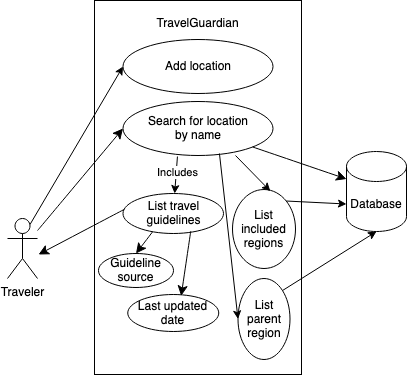 TravelGuardian
Add location
Search for location
by name
Includes
List travel
guidelines
List
included
regions
Database
Guideline
source
Traveler
Last updated
date
List
parent
region